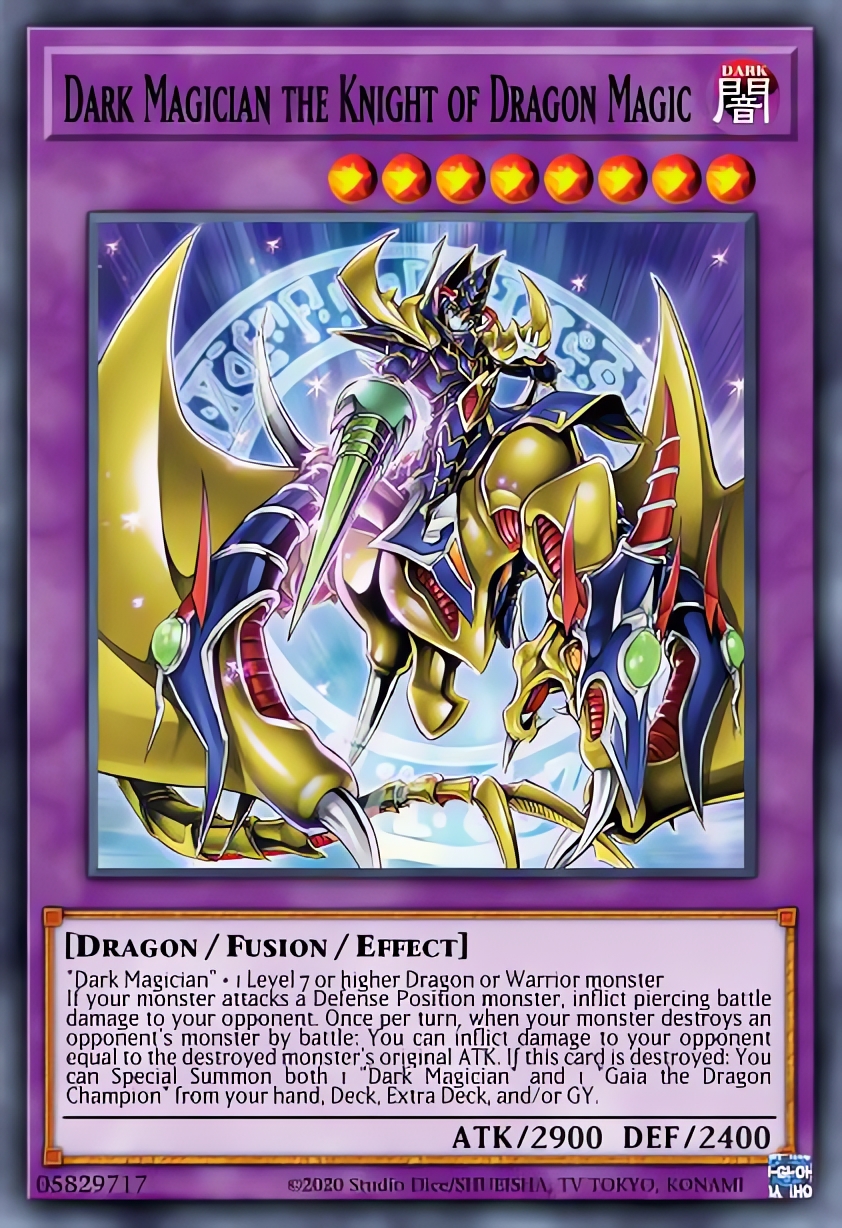 Dark Magician the Knight of Dragon Magic
DARK
闇
[Dragon / Fusion / Effect]
"Dark Magician" • 1 Level 7 or higher Dragon or Warrior monster
If your monster attacks a Defense Position monster, inflict piercing battle
damage to your opponent. Once per turn, when your monster destroys an
opponent's monster by battle: You can inflict damage to your opponent
equal to the destroyed monster's original ATK. If this card is destroyed: You
can Special Summon both 1 "Dark Magician" and 1 "Gaia the Dragon
Champion" from your hand, Deck, Extra Deck, and/or GY.
ATK/2900 DEF/2400
05829717
©2020 Studio Dice/SHUEISHA, TV TOKYO, KONAMI